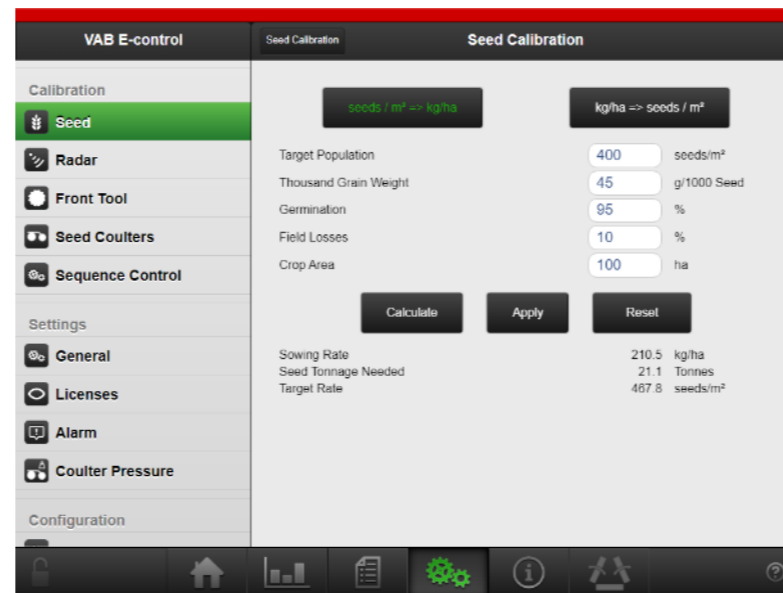 VAB E-control
Seed Calibration
Seed Calibration
Calibration
Seed
Radar
Front Tool
Seed Coulters
Sequence Control
Settings
General
Licenses
Alarm
Coulter Pressure
Configuration
seeds / m² => kg/ha
kg/ha => seeds / m²
Target Population 400 seeds/m²
Thousand Grain Weight 45 g/1000 Seed
Germination 95 %
Field Losses 10 %
Crop Area 100 ha
Calculate Apply Reset
Sowing Rate 210.5 kg/ha
Seed Tonnage Needed 21.1 Tonnes
Target Rate 467.8 seeds/m²